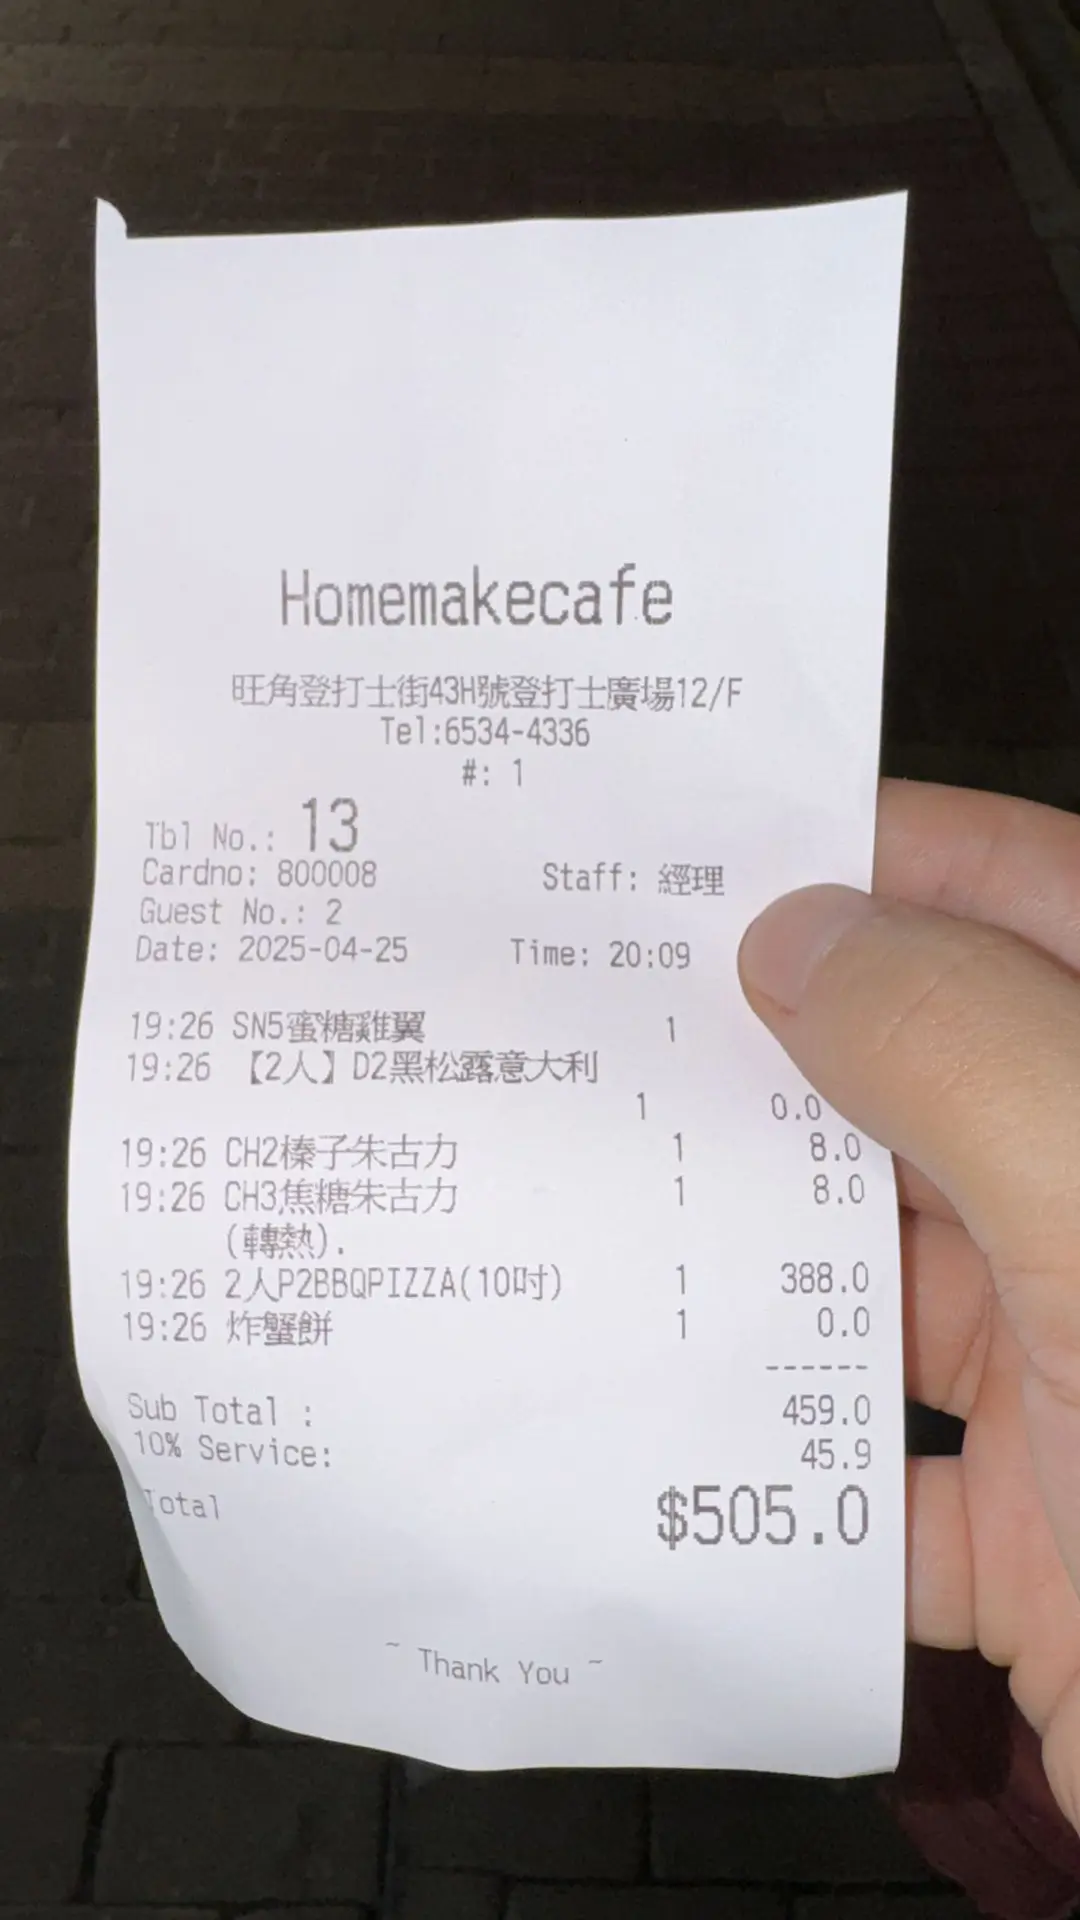 Homemakecafe
旺角登打士街43H號登打士廣場12/F
Tel:6534-4336
#: 1
Tbl No.: 13
Cardno: 800008 Staff: 經理
Guest No.: 2
Date: 2025-04-25 Time: 20:09
19:26 SN5蜜糖雞翼 1
19:26 【2人】D2黑松露意大利
1 0.0
19:26 CH2榛子朱古力 1 8.0
19:26 CH3焦糖朱古力 1 8.0
(轉熱).
19:26 2人P2BBQPIZZA(10吋) 1 388.0
19:26 炸蟹餅 1 0.0
------
Sub Total : 459.0
10% Service: 45.9
Total $505.0
~ Thank You ~